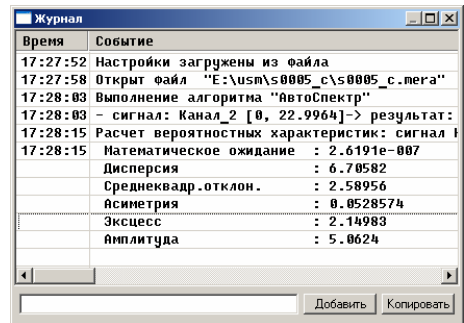 Журнал
Время Событие
17:27:52 Настройки загружены из файла
17:27:58 Открыт файл "E:\usm\s0005_c\s0005_c.mera"
17:28:03 Выполнение алгоритма "АвтоСпектр"
17:28:03 - сигнал: Канал_2 [0, 22.9964]-> результат:
17:28:15 Расчет вероятностных характеристик: сигнал
17:28:15 Математическое ожидание : 2.6191e-007
Дисперсия : 6.70582
Среднеквадр.отклон. : 2.58956
Асиметрия : 0.0528574
Эксцесс : 2.14983
Амплитуда : 5.0624
Добавить Копировать